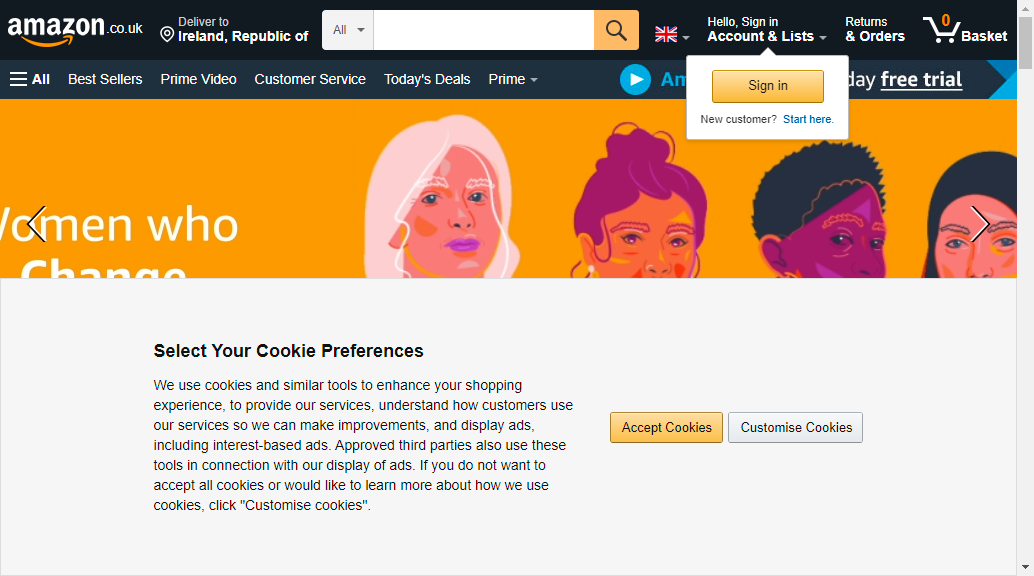 amazon.co.uk
Deliver to
Ireland, Republic of
All
Hello, Sign in
Account & Lists
Returns
& Orders
0
Basket
All
Best Sellers
Prime Video
Customer Service
Today's Deals
Prime
day free trial
Sign in
New customer? Start here.
Women who
Change
Select Your Cookie Preferences
We use cookies and similar tools to enhance your shopping
experience, to provide our services, understand how customers use
our services so we can make improvements, and display ads,
including interest-based ads. Approved third parties also use these
tools in connection with our display of ads. If you do not want to
accept all cookies or would like to learn more about how we use
cookies, click "Customise cookies".
Accept Cookies
Customise Cookies